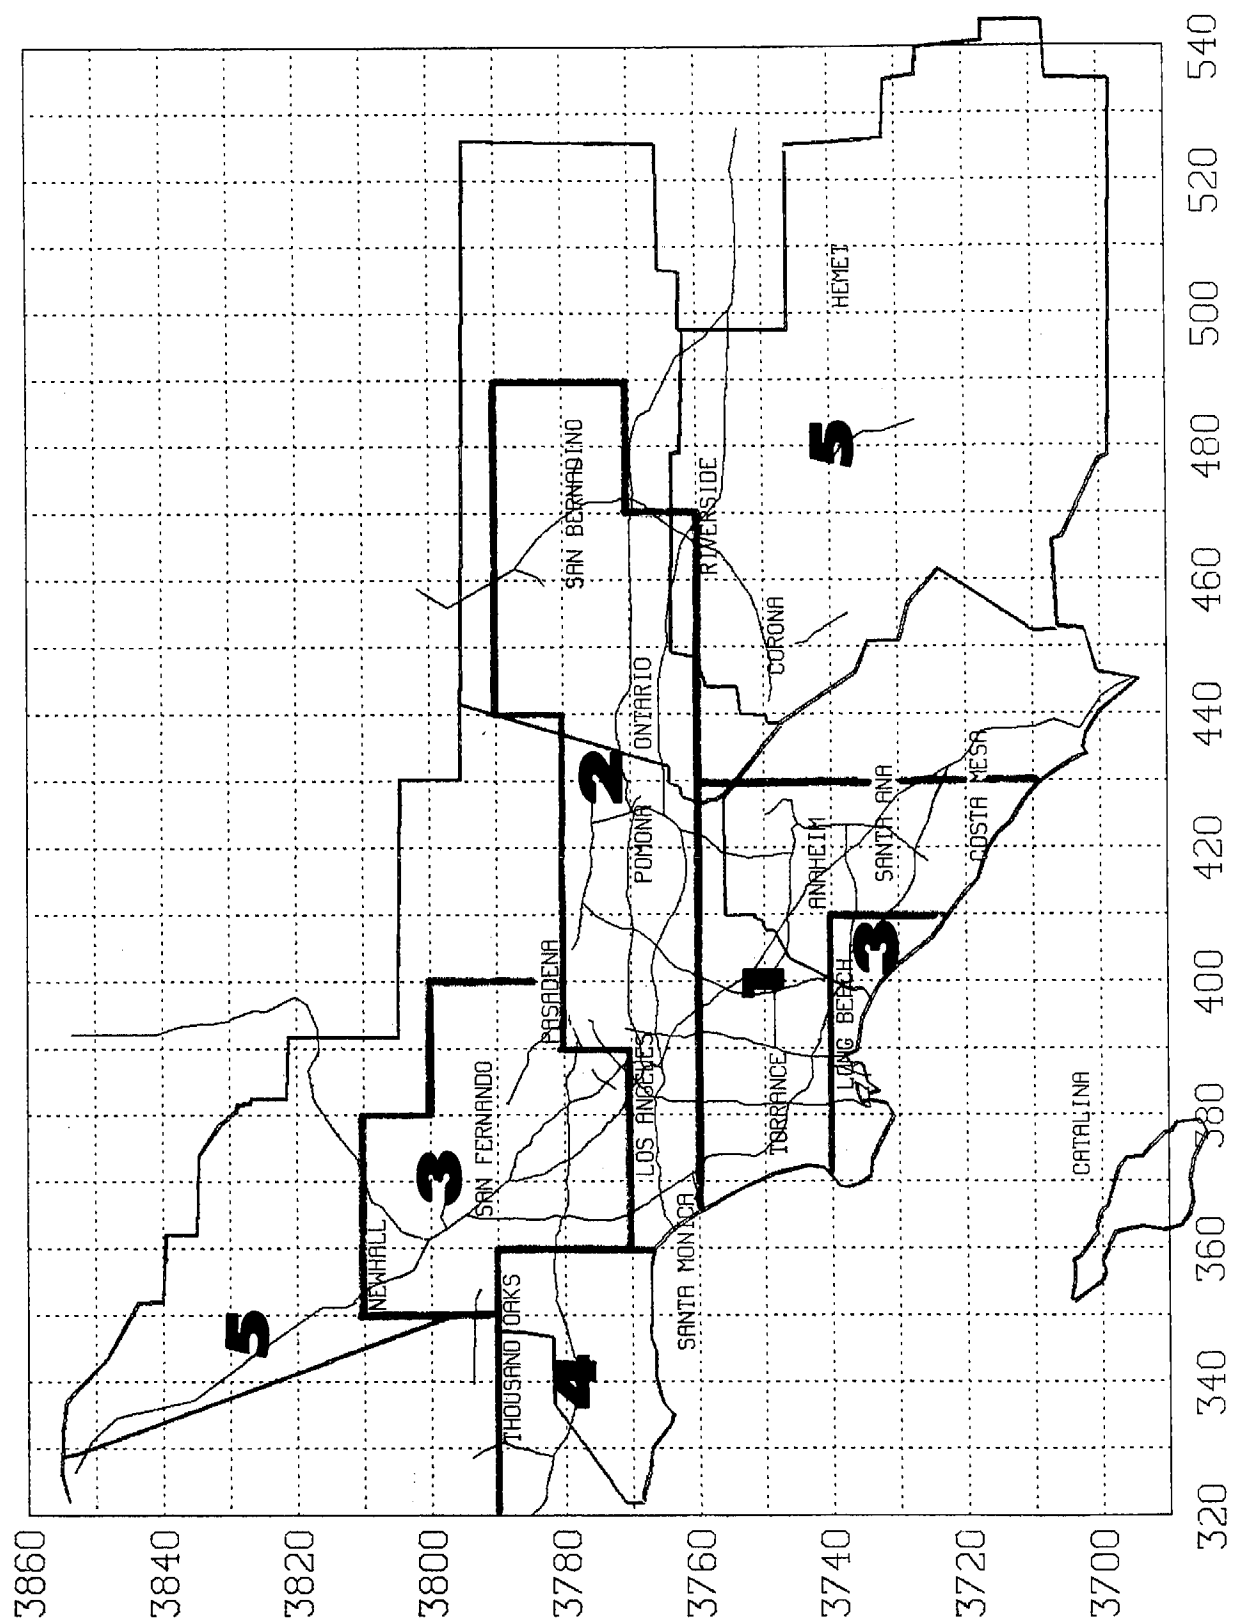 3860
3840
3820
3800
3780
3760
3740
3720
3700
320
340
360
380
400
420
440
460
480
500
520
540
5
NEWHALL
3
SAN FERNANDO
THOUSAND OAKS
4
PASADENA
LOS ANGELES
SANTA MONICA
2
POMONA
ONTARIO
SAN BERNADINO
RIVERSIDE
CORONA
HEMET
5
1
TORRANCE
LONG BEACH
3
ANAHEIM
SANTA ANA
COSTA MESA
CATALINA